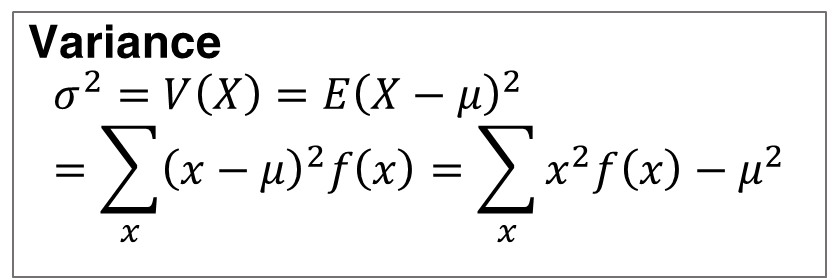 Variance
σ² = V(X) = E(X − μ)²
= ∑ₓ (x − μ)² f(x) = ∑ₓ x² f(x) − μ²